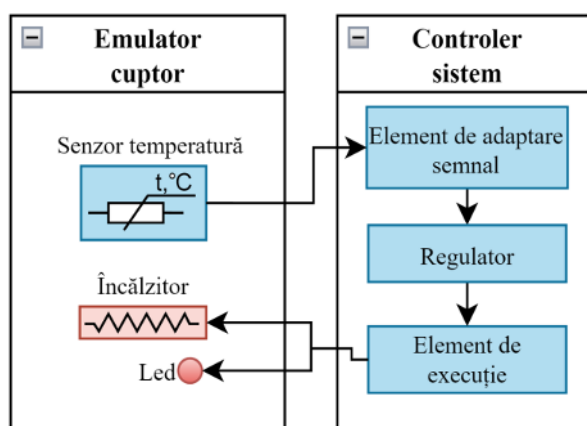 Emulator
cuptor
Senzor temperatură
t,°C
Încălzitor
Led
Controler
sistem
Element de adaptare
semnal
Regulator
Element de
execuție